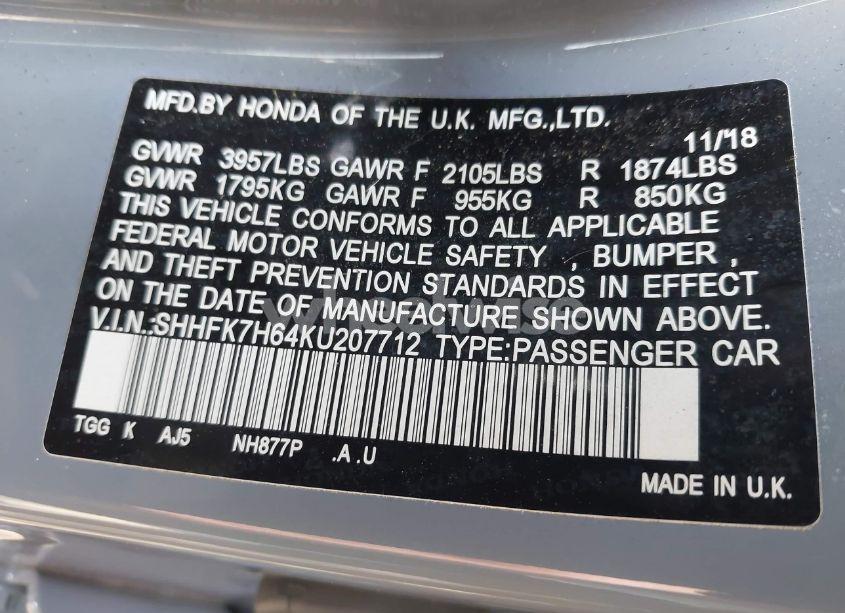 MFD.BY HONDA OF THE U.K. MFG.,LTD.
11/18
GVWR 3957LBS GAWR F 2105LBS R 1874LBS
GVWR 1795KG GAWR F 955KG R 850KG
THIS VEHICLE CONFORMS TO ALL APPLICABLE
FEDERAL MOTOR VEHICLE SAFETY , BUMPER ,
AND THEFT PREVENTION STANDARDS IN EFFECT
ON THE DATE OF MANUFACTURE SHOWN ABOVE.
V.I.N.:SHHFK7H64KU207712 TYPE:PASSENGER CAR
TGG K AJ5 NH877P .A .U
MADE IN U.K.